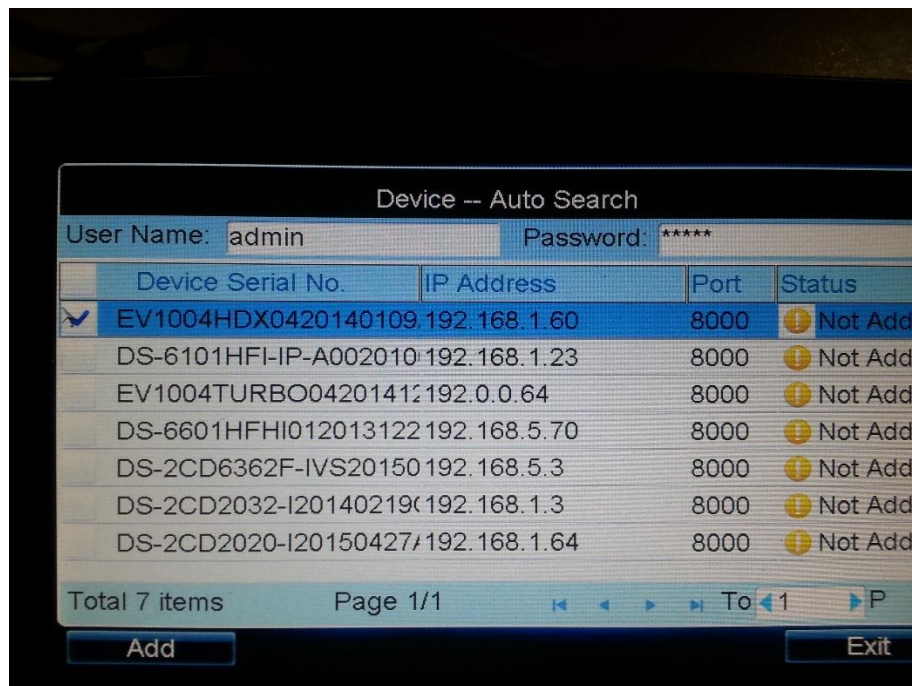 Device -- Auto Search
User Name: admin Password: *****
Device Serial No. IP Address Port Status
EV1004HDX0420140109 192.168.1.60 8000 Not Add
DS-6101HFI-IP-A002010 192.168.1.23 8000 Not Add
EV1004TURBO04201412 192.0.0.64 8000 Not Add
DS-6601HFHI012013122 192.168.5.70 8000 Not Add
DS-2CD6362F-IVS20150 192.168.5.3 8000 Not Add
DS-2CD2032-I20140219 192.168.1.3 8000 Not Add
DS-2CD2020-I20150427 192.168.1.64 8000 Not Add
Total 7 items Page 1/1 To 1 P
Add Exit